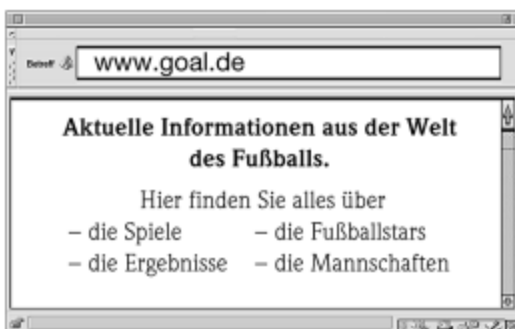 Betreff www.goal.de
Aktuelle Informationen aus der Welt
des Fußballs.
Hier finden Sie alles über
– die Spiele – die Fußballstars
– die Ergebnisse – die Mannschaften